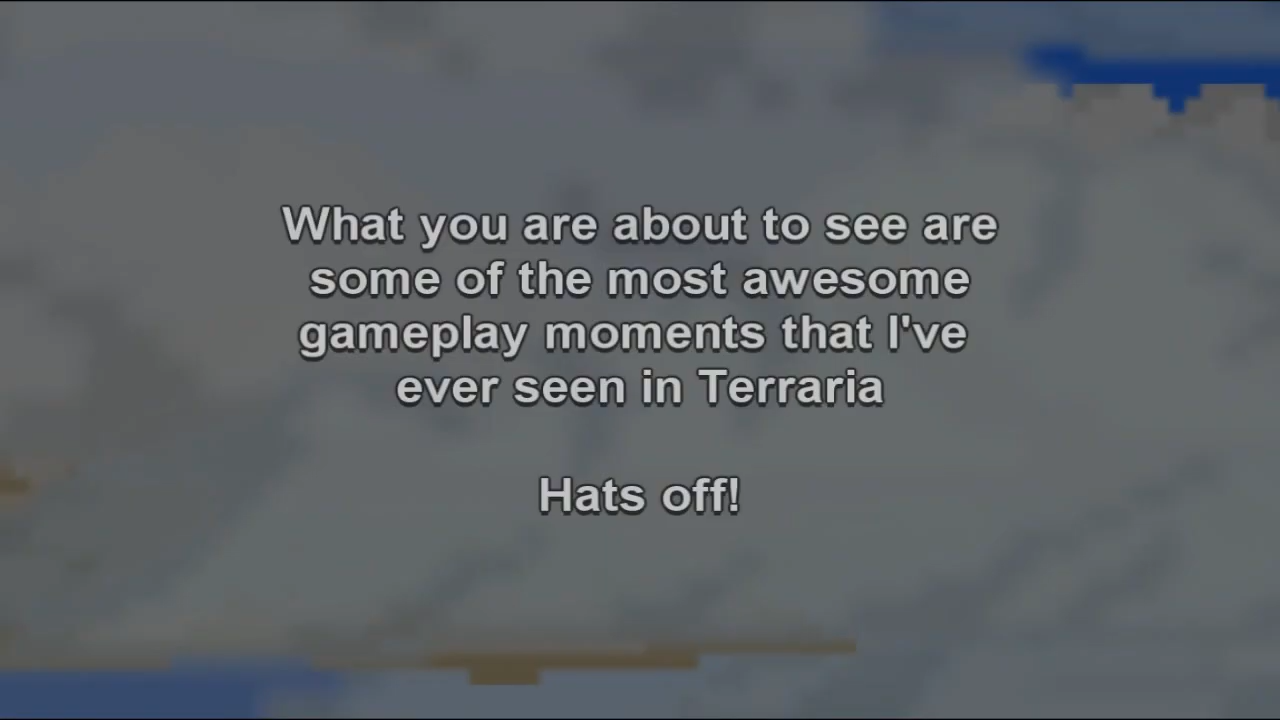 What you are about to see are
some of the most awesome
gameplay moments that I've
ever seen in Terraria
Hats off!